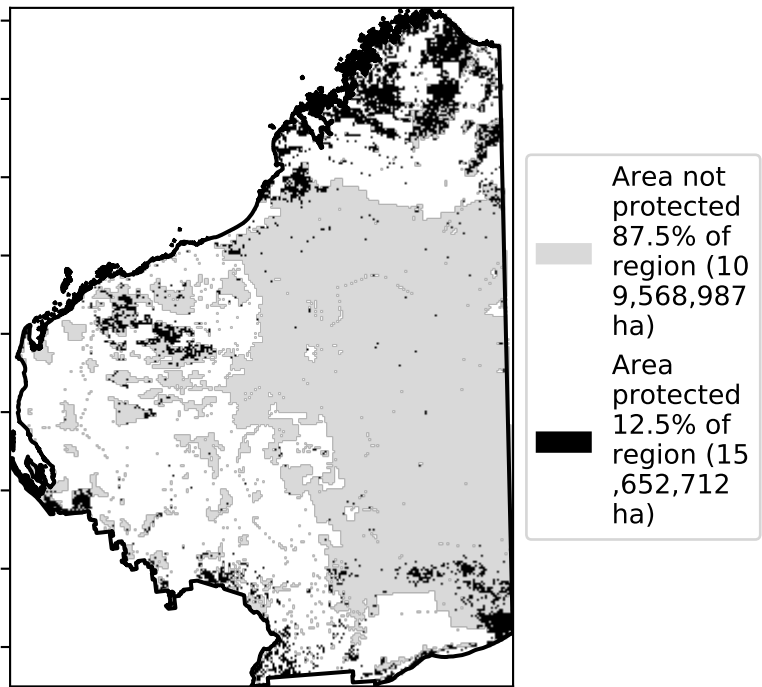 Area not
protected
87.5% of
region (10
9,568,987
ha)
Area
protected
12.5% of
region (15
,652,712
ha)